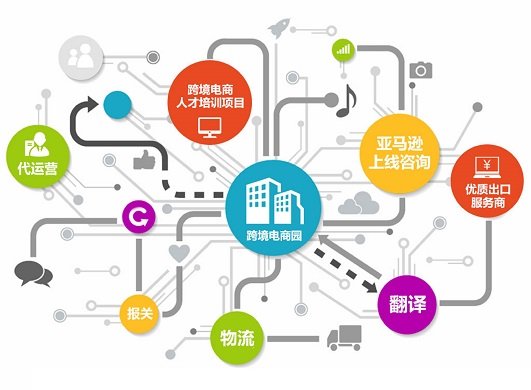 跨境电商
人才培训项目
代运营
亚马逊
上线咨询
¥
优质出口
服务商
跨境电商园
报关
物流
翻译